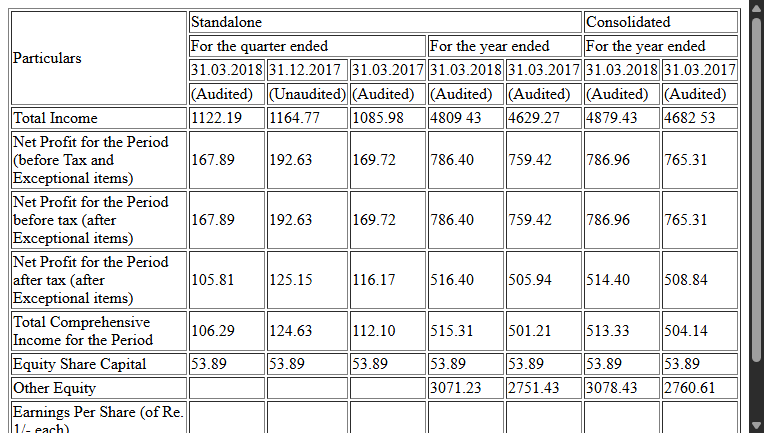 Standalone Consolidated
Particulars For the quarter ended For the year ended For the year ended
31.03.2018 31.12.2017 31.03.2017 31.03.2018 31.03.2017 31.03.2018 31.03.2017
(Audited) (Unaudited) (Audited) (Audited) (Audited) (Audited) (Audited)
Total Income 1122.19 1164.77 1085.98 4809 43 4629.27 4879.43 4682 53
Net Profit for the Period
(before Tax and 167.89 192.63 169.72 786.40 759.42 786.96 765.31
Exceptional items)
Net Profit for the Period
before tax (after 167.89 192.63 169.72 786.40 759.42 786.96 765.31
Exceptional items)
Net Profit for the Period
after tax (after 105.81 125.15 116.17 516.40 505.94 514.40 508.84
Exceptional items)
Total Comprehensive
Income for the Period 106.29 124.63 112.10 515.31 501.21 513.33 504.14
Equity Share Capital 53.89 53.89 53.89 53.89 53.89 53.89 53.89
Other Equity 3071.23 2751.43 3078.43 2760.61
Earnings Per Share (of Re.
1/- each)